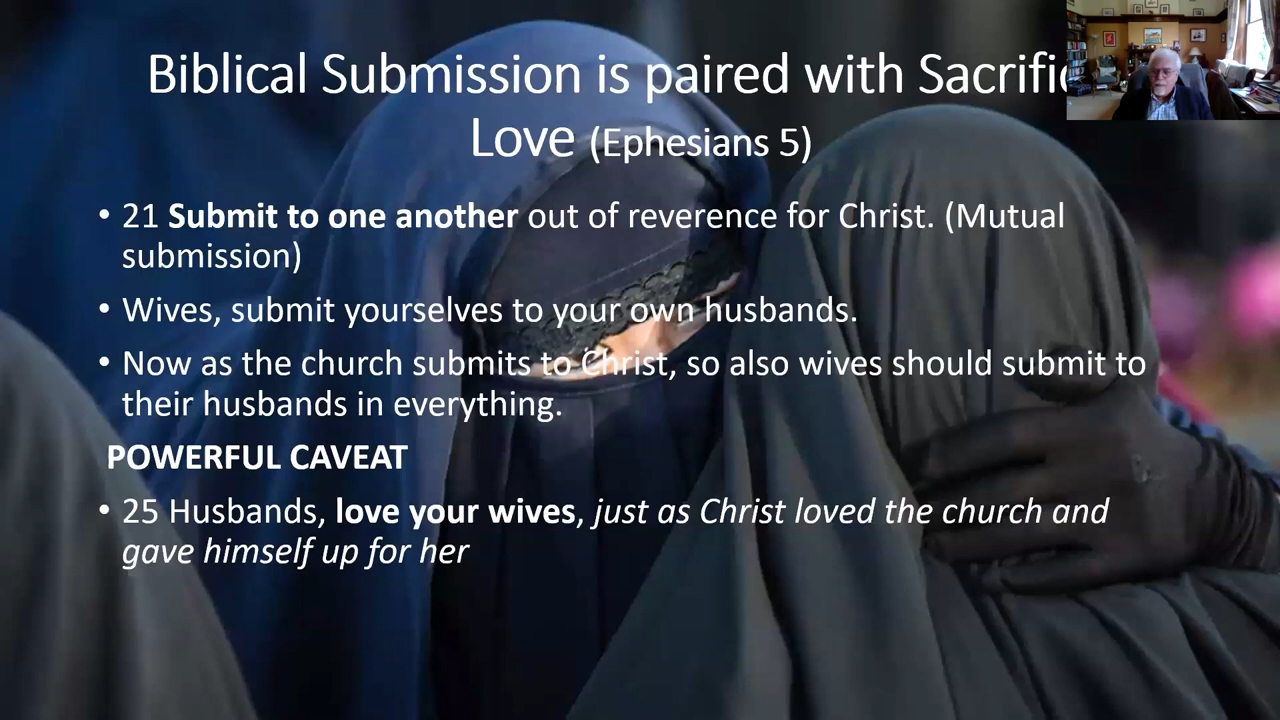 Biblical Submission is paired with
Love (Ephesians 5)
• 21 Submit to one another out of reverence for Christ. (Mutual
submission)
• Wives, submit yourselves to your own husbands.
• Now as the church submits to Christ, so also wives should submit to
their husbands in everything.
POWERFUL CAVEAT
• 25 Husbands, love your wives, just as Christ loved the church and
gave himself up for her